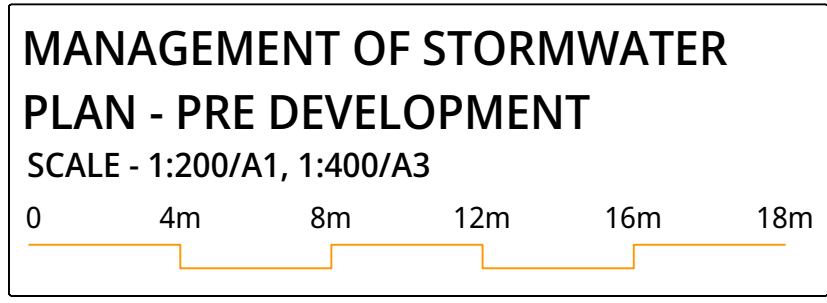 MANAGEMENT OF STORMWATER
PLAN - PRE DEVELOPMENT
SCALE - 1:200/A1, 1:400/A3
0 4m 8m 12m 16m 18m